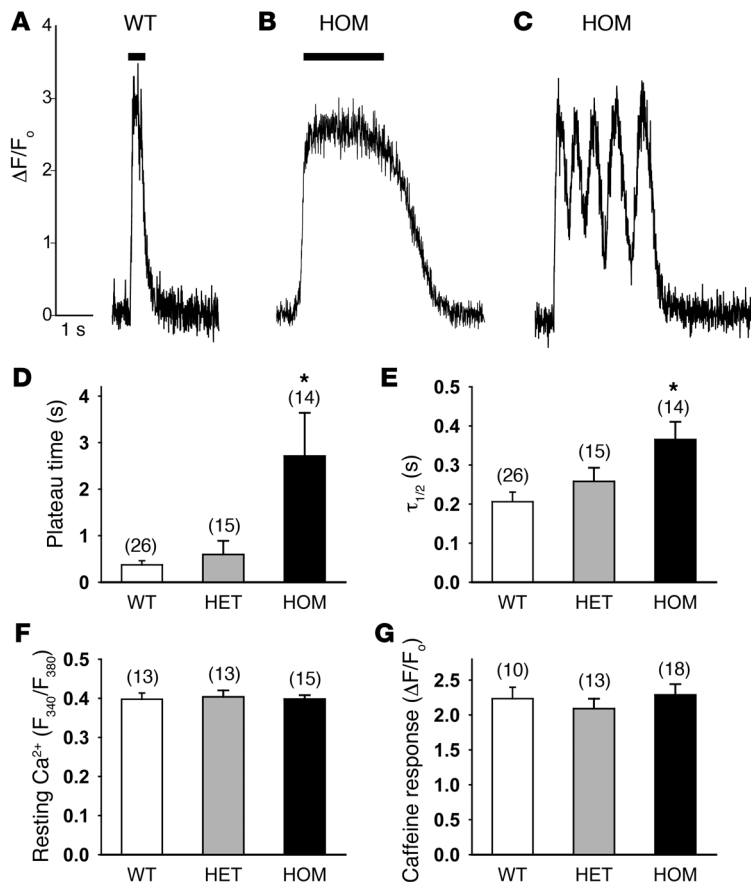 A WT B HOM C HOM
4
3
2
1
0
ΔF/Fo
1 s
D
Plateau time (s)
4
3
2
1
0
(26)
(15)
*
(14)
WT HET HOM
E
τ1/2 (s)
0.5
0.4
0.3
0.2
0.1
0.0
(26)
(15)
*
(14)
WT HET HOM
F
Resting Ca2+ (F340/F380)
0.5
0.4
0.3
0.2
0.1
0.0
(13)
(13)
(15)
WT HET HOM
G
Caffeine response (ΔF/Fo)
2.5
2.0
1.5
1.0
0.5
0.0
(10)
(13)
(18)
WT HET HOM